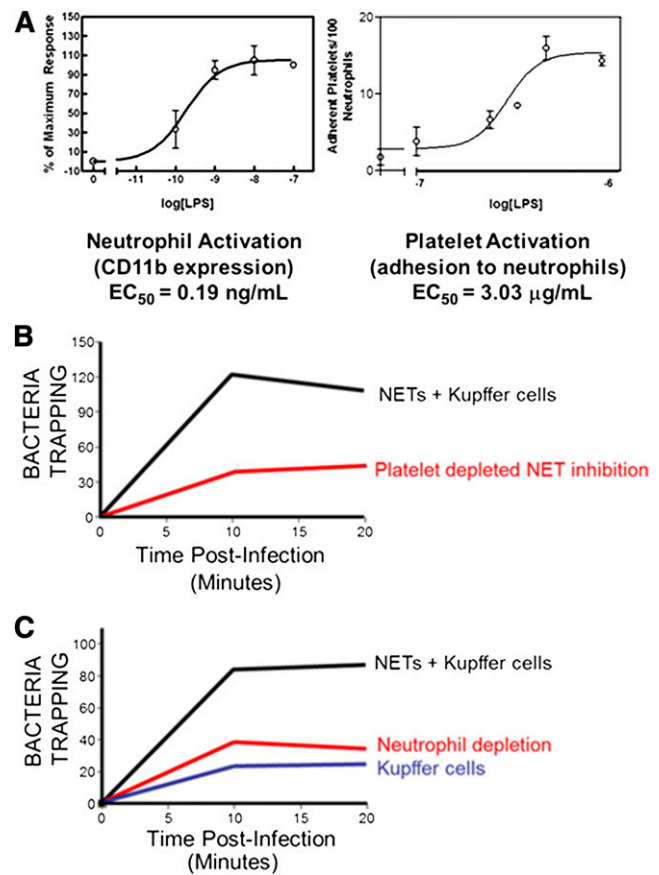 A
% of Maximum Response
150
130
110
90
70
50
30
10
-10
0
-11
-10
-9
-8
-7
log[LPS]
Neutrophil Activation
(CD11b expression)
EC50 = 0.19 ng/mL
Adherent Platelets/100
Neutrophils
20
10
0
-7
-6
log[LPS]
Platelet Activation
(adhesion to neutrophils)
EC50 = 3.03 μg/mL
B
BACTERIA
TRAPPING
150
120
90
60
30
0
0
5
10
15
20
NETs + Kupffer cells
Platelet depleted NET inhibition
Time Post-Infection
(Minutes)
C
BACTERIA
TRAPPING
100
80
60
40
20
0
0
5
10
15
20
NETs + Kupffer cells
Neutrophil depletion
Kupffer cells
Time Post-Infection
(Minutes)